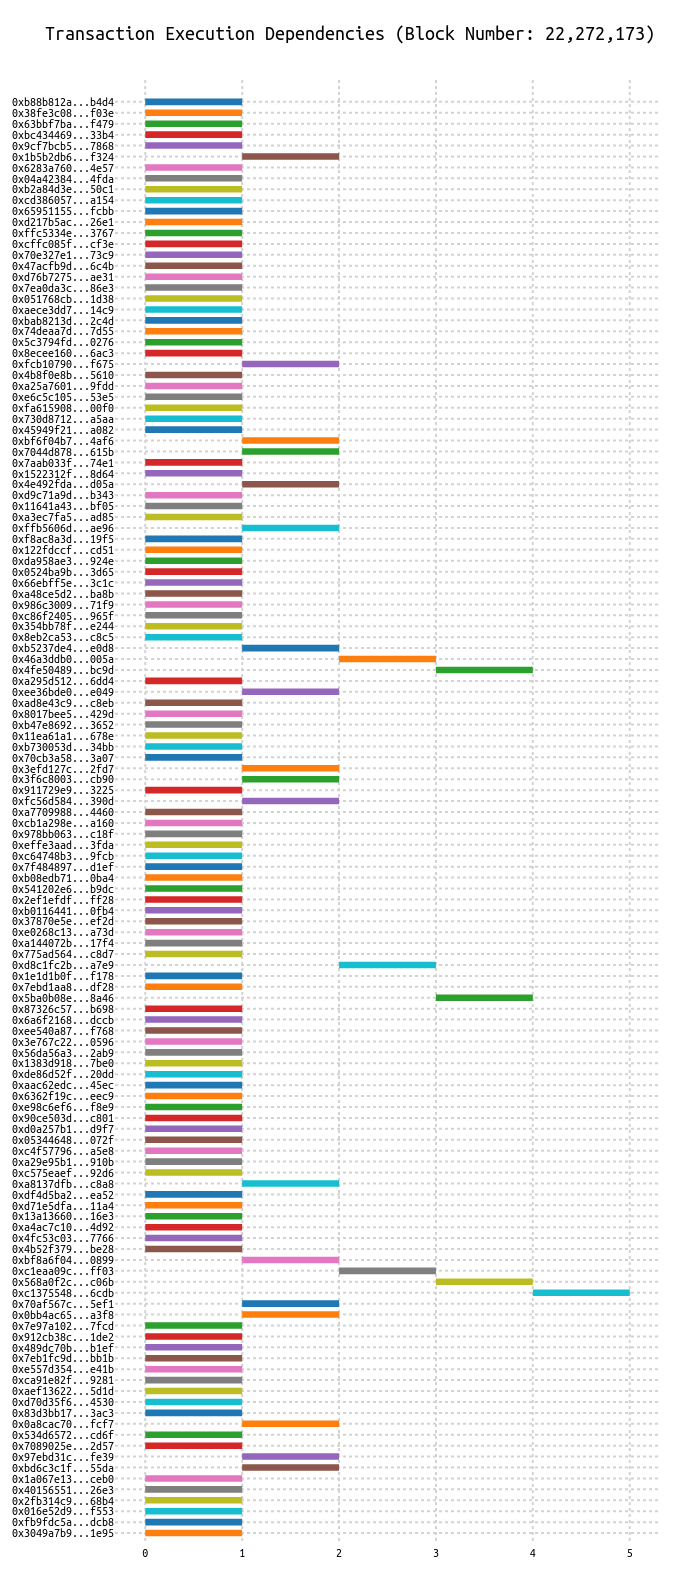 Transaction Execution Dependencies (Block Number: 22,272,173)
0xb88b812a...b4d4
0x38fe3c08...f03e
0x63bbf7ba...f479
0xbc434469...33b4
0x9cf7bcb5...7868
0x1b5b2db6...f324
0x6283a760...4e57
0x04a42384...4fda
0xb2a84d3e...50c1
0xcd386057...a154
0x65951155...fcbb
0xd217b5ac...26e1
0xffc5334e...3767
0xcffc085f...cf3e
0x70e327e1...73c9
0x47acfb9d...6c4b
0xd76b7275...ae31
0x7ea0da3c...86e3
0x051768cb...1d38
0xaece3dd7...14c9
0xbab8213d...2c4d
0x74deaa7d...7d55
0x5c3794fd...0276
0x8ecee160...6ac3
0xfcb10790...f675
0x4b8f0e8b...5610
0xa25a7601...9fdd
0xe6c5c105...53e5
0xfa615908...00f0
0x730d8712...a5aa
0x45949f21...a082
0xbf6f04b7...4af6
0x7044d878...615b
0x7aab033f...74e1
0x1522312f...8d64
0x4e492fda...d05a
0xd9c71a9d...b343
0x11641a43...bf05
0xa3ec7fa5...ad85
0xffb5606d...ae96
0xf8ac8a3d...19f5
0x122fdccf...cd51
0xda958ae3...924e
0x0524ba9b...3d65
0x66ebff5e...3c1c
0xa48ce5d2...ba8b
0x986c3009...71f9
0xc86f2405...965f
0x354bb78f...e244
0x8eb2ca53...c8c5
0xb5237de4...e0d8
0x46a3ddb0...005a
0x4fe50489...bc9d
0xa295d512...6dd4
0xee36bde0...e049
0xad8e43c9...c8eb
0x8017bee5...429d
0xb47e8692...3652
0x11ea61a1...678e
0xb730053d...34bb
0x70cb3a58...3a07
0x3efd127c...2fd7
0x3f6c8003...cb90
0x911729e9...3225
0xfc56d584...390d
0xa7709988...4460
0xcb1a298e...a160
0x978bb063...c18f
0xeffe3aad...3fda
0xc64748b3...9fcb
0x7f484897...d1ef
0xb08edb71...0ba4
0x541202e6...b9dc
0x2ef1efdf...ff28
0xb0116441...0fb4
0x37870e5e...ef2d
0xe0268c13...a73d
0xa144072b...17f4
0x775ad564...c8d7
0xd8c1fc2b...a7e9
0x1e1d1b0f...f178
0x7ebd1aa8...df28
0x5ba0b08e...8a46
0x87326c57...b698
0x6a6f2168...dccb
0xee540a87...f768
0x3e767c22...0596
0x56da56a3...2ab9
0x1383d918...7be0
0xde86d52f...20dd
0xaac62edc...45ec
0x6362f19c...eec9
0xe98c6ef6...f8e9
0x90ce503d...c801
0xd0a257b1...d9f7
0x05344648...072f
0xc4f57796...a5e8
0xa29e95b1...910b
0xc575eaef...92d6
0xa8137dfb...c8a8
0xdf4d5ba2...ea52
0xd71e5dfa...11a4
0x13a13660...16e3
0xa4ac7c10...4d92
0x4fc53c03...7766
0x4b52f379...be28
0xbf8a6f04...0899
0xc1eaa09c...ff03
0x568a0f2c...c06b
0xc1375548...6cdb
0x70af567c...5ef1
0x0bb4ac65...a3f8
0x7e97a102...7fcd
0x912cb38c...1de2
0x489dc70b...b1ef
0x7eb1fc9d...bb1b
0xe557d354...e41b
0xca91e82f...9281
0xaef13622...5d1d
0xd70d35f6...4530
0x83d3bb17...3ac3
0x0a8cac70...fcf7
0x534d6572...cd6f
0x7089025e...2d57
0x97ebd31c...fe39
0xbd6c3c1f...55da
0x1a067e13...ceb0
0x40156551...26e3
0x2fb314c9...68b4
0x016e52d9...f553
0xfb9fdc5a...dcb8
0x3049a7b9...1e95
0 1 2 3 4 5